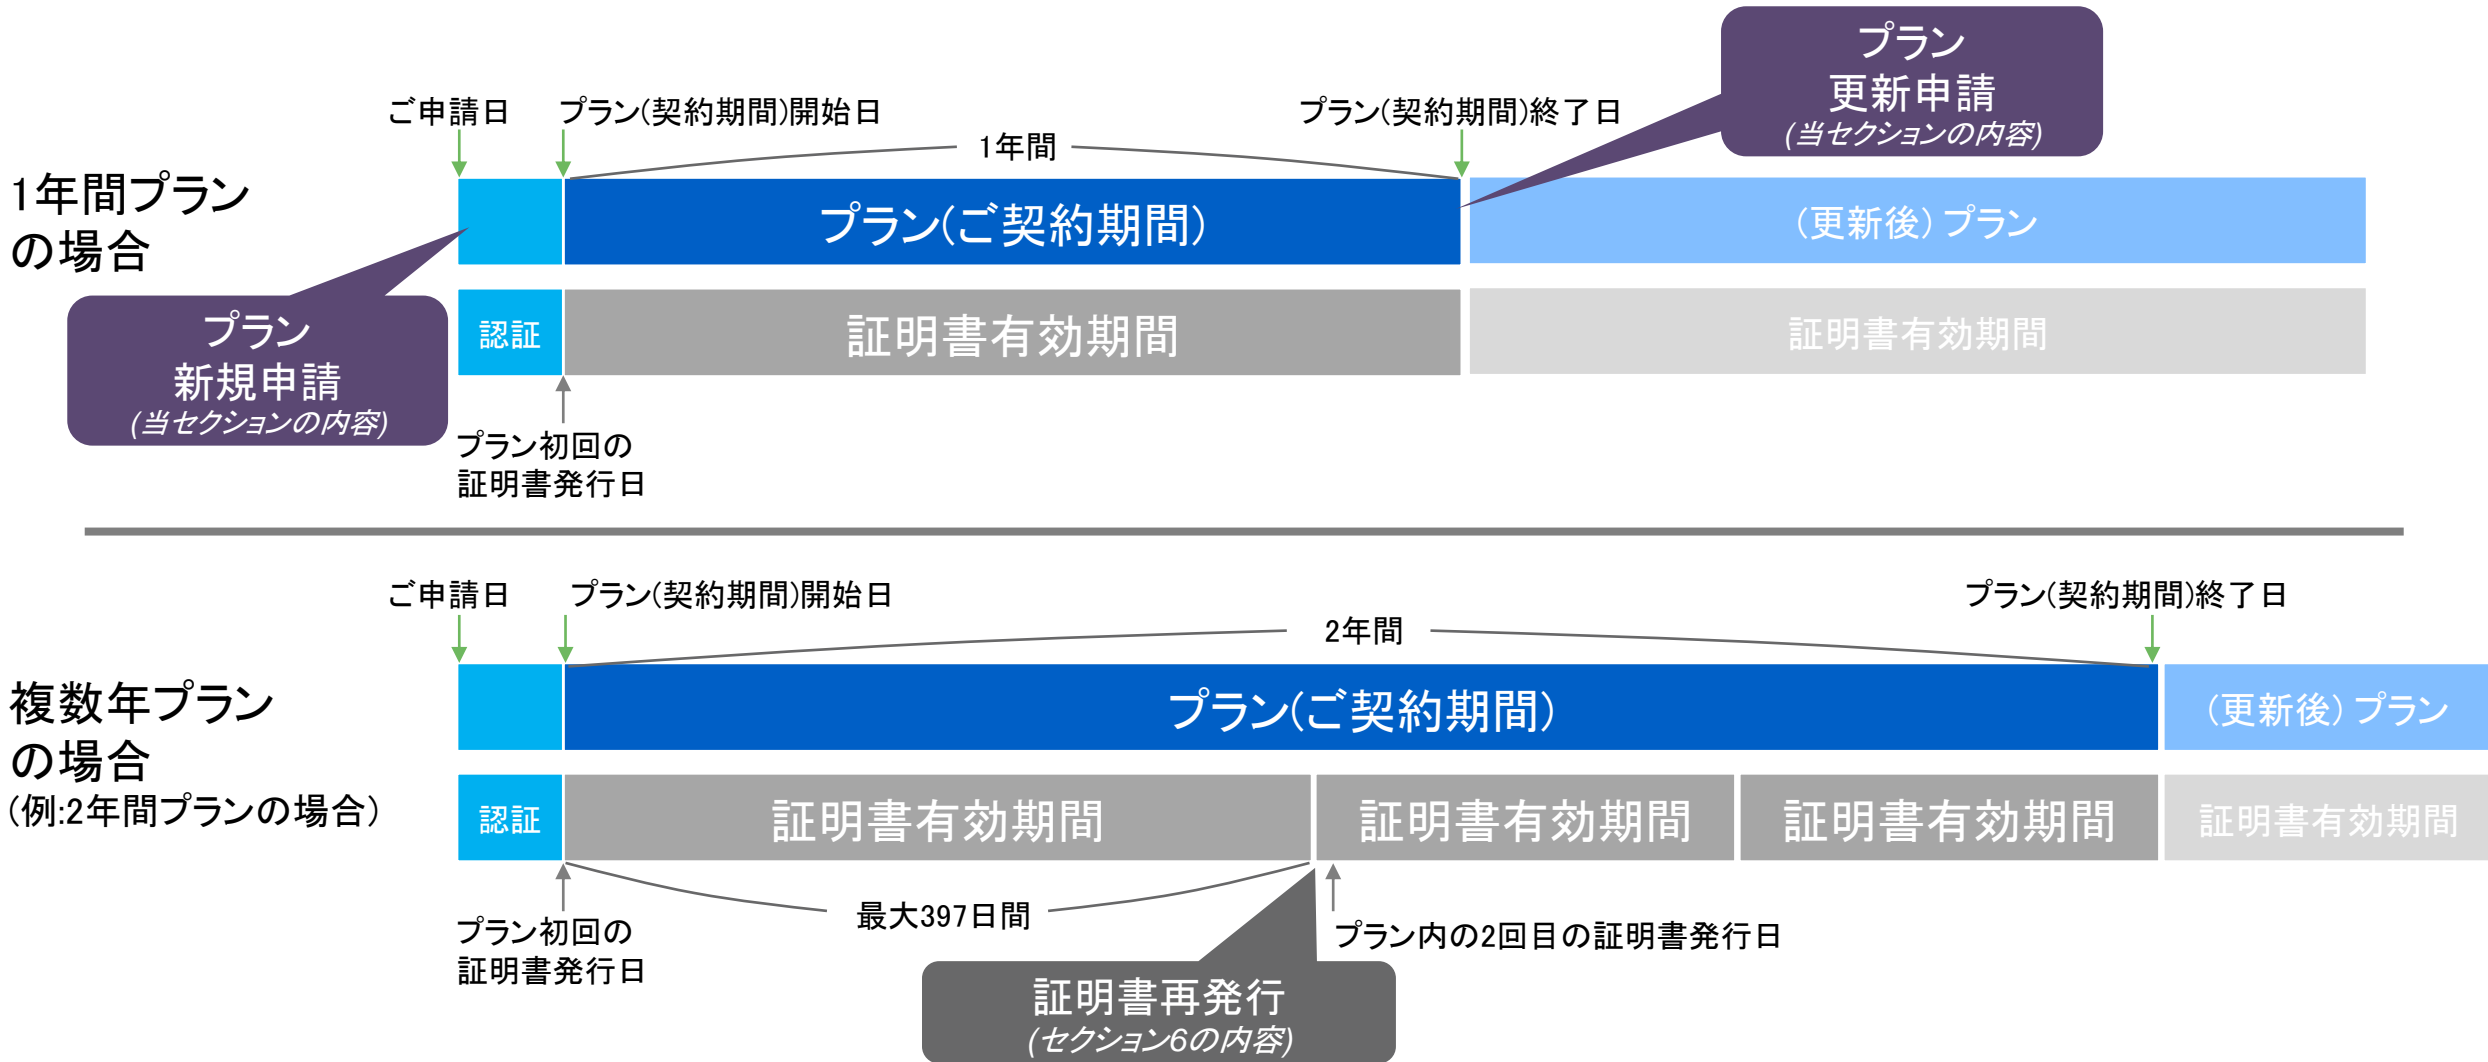 プラン
更新申請
(当セクションの内容)
ご申請日
プラン(契約期間)開始日
プラン(契約期間)終了日
1年間
1年間プラン
の場合
プラン(ご契約期間)
(更新後)プラン
認証
証明書有効期間
証明書有効期間
プラン
新規申請
(当セクションの内容)
プラン初回の
証明書発行日
ご申請日
プラン(契約期間)開始日
プラン(契約期間)終了日
2年間
複数年プラン
の場合
(例:2年間プランの場合)
プラン(ご契約期間)
(更新後)プラン
認証
証明書有効期間
証明書有効期間
証明書有効期間
証明書有効期間
最大397日間
プラン初回の
証明書発行日
プラン内の2回目の証明書発行日
証明書再発行
(セクション6の内容)